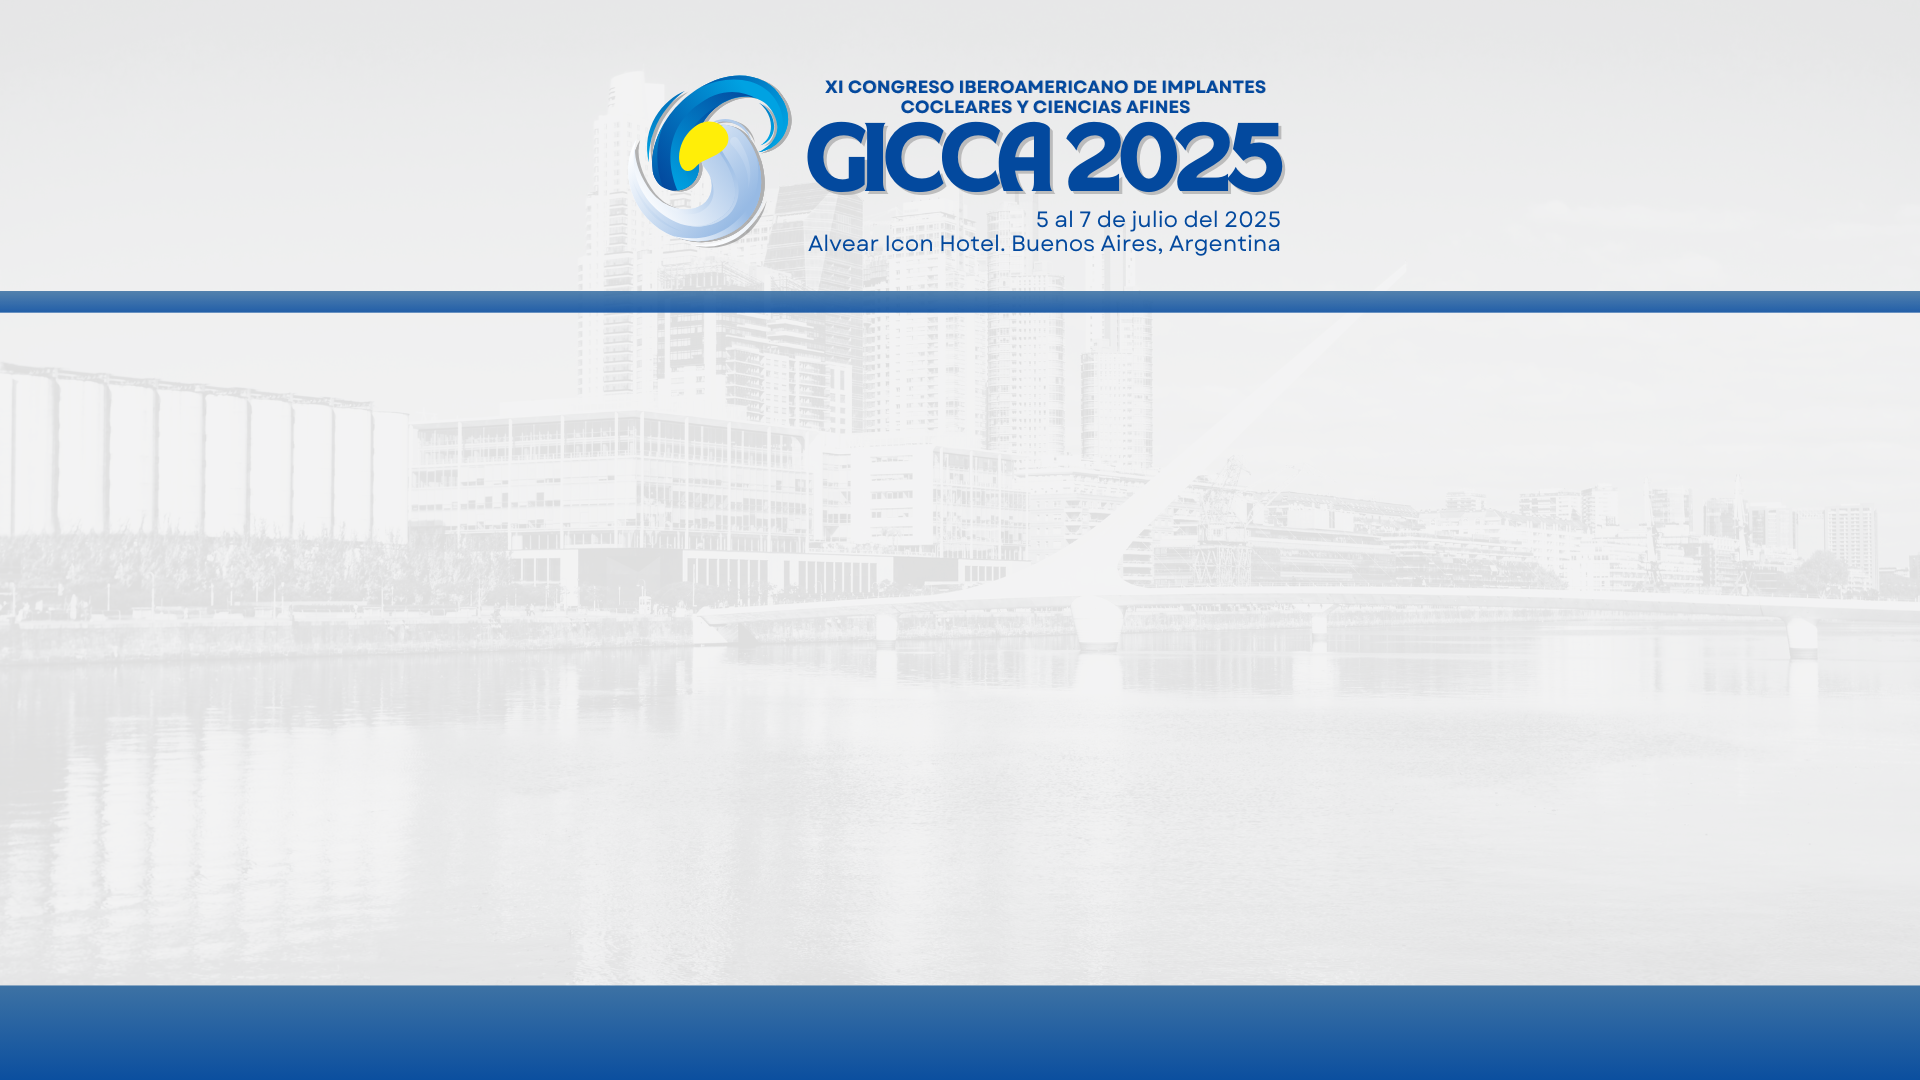 XI CONGRESO IBEROAMERICANO DE IMPLANTES
COCLEARES Y CIENCIAS AFINES
GICCA 2025
5 al 7 de julio del 2025
Alvear Icon Hotel. Buenos Aires, Argentina